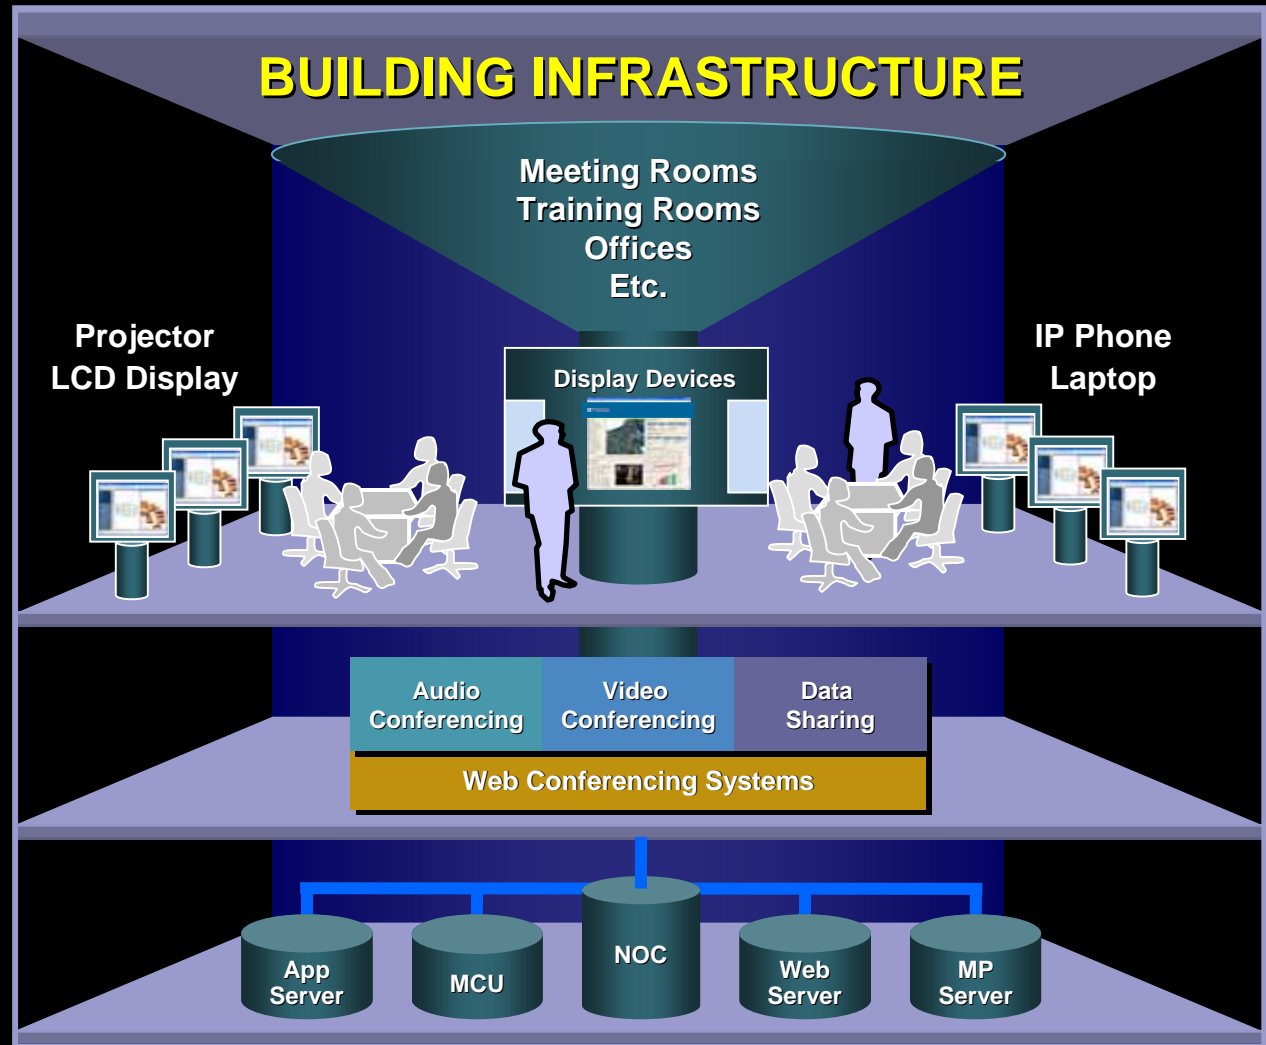 BUILDING INFRASTRUCTURE
Meeting Rooms
Training Rooms
Offices
Etc.
Projector
LCD Display
IP Phone
Laptop
Display Devices
Audio
Conferencing
Video
Conferencing
Data
Sharing
Web Conferencing Systems
App
Server
MCU
NOC
Web
Server
MP
Server